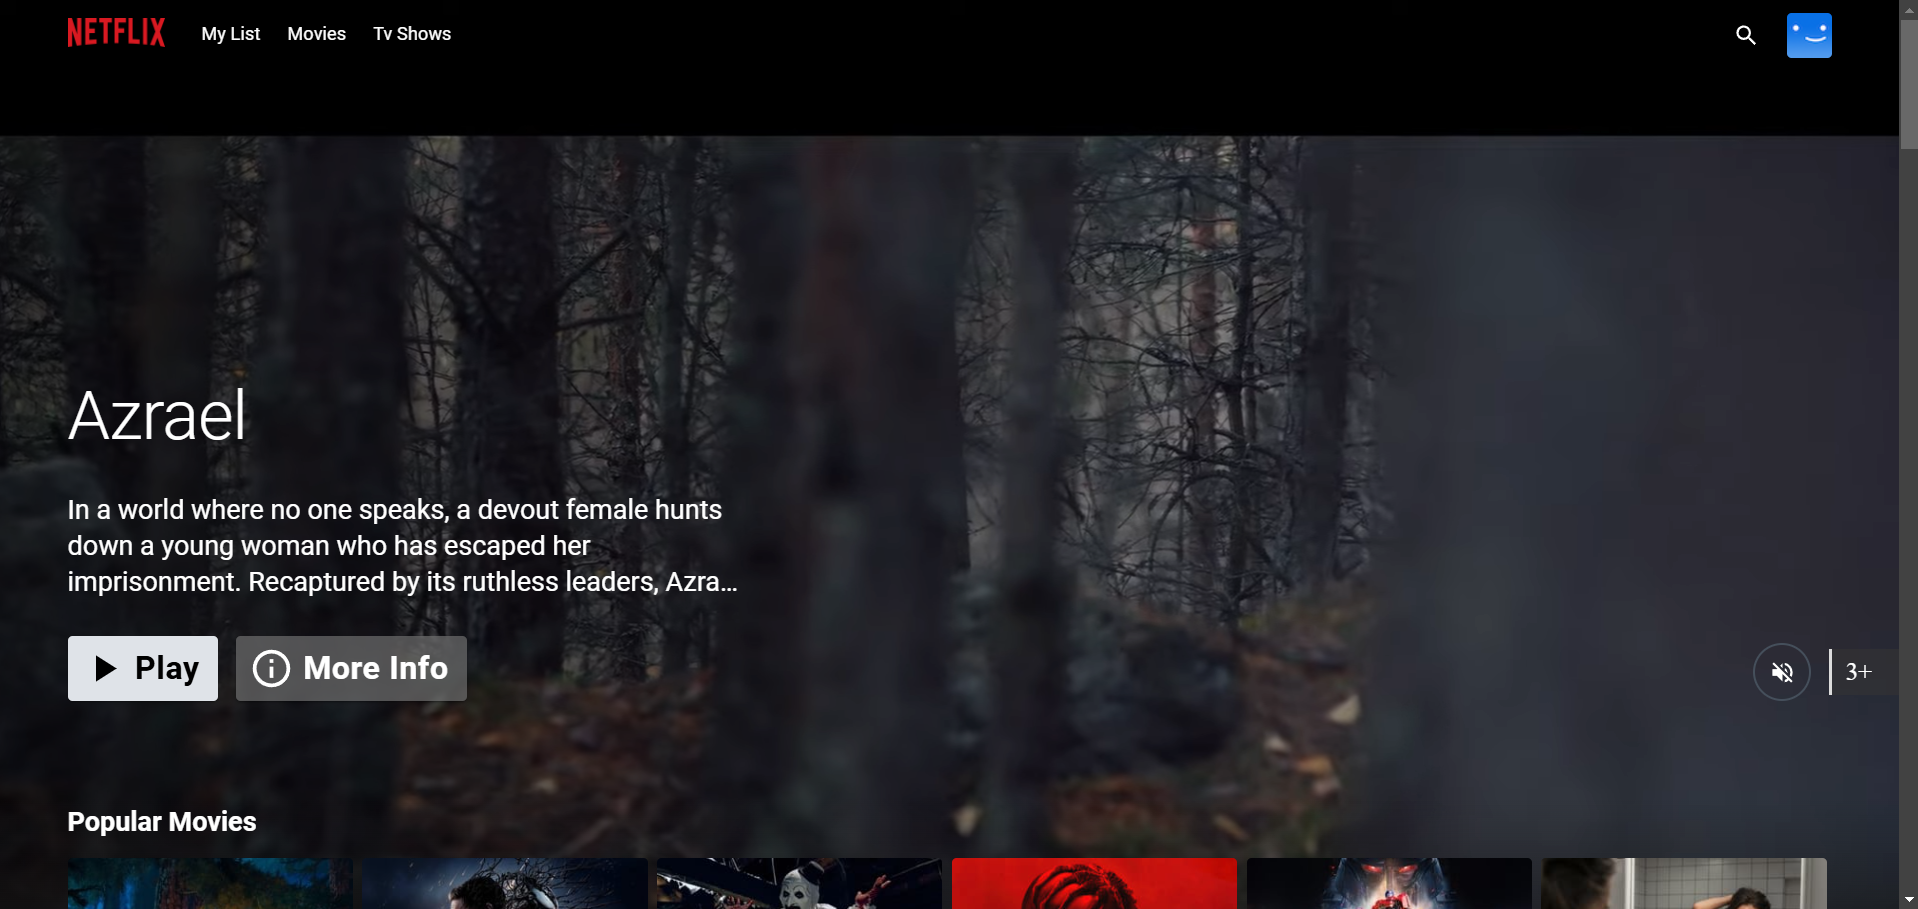 NETFLIX
My List
Movies
Tv Shows
Azrael
In a world where no one speaks, a devout female hunts
down a young woman who has escaped her
imprisonment. Recaptured by its ruthless leaders, Azra...
Play
More Info
3+
Popular Movies